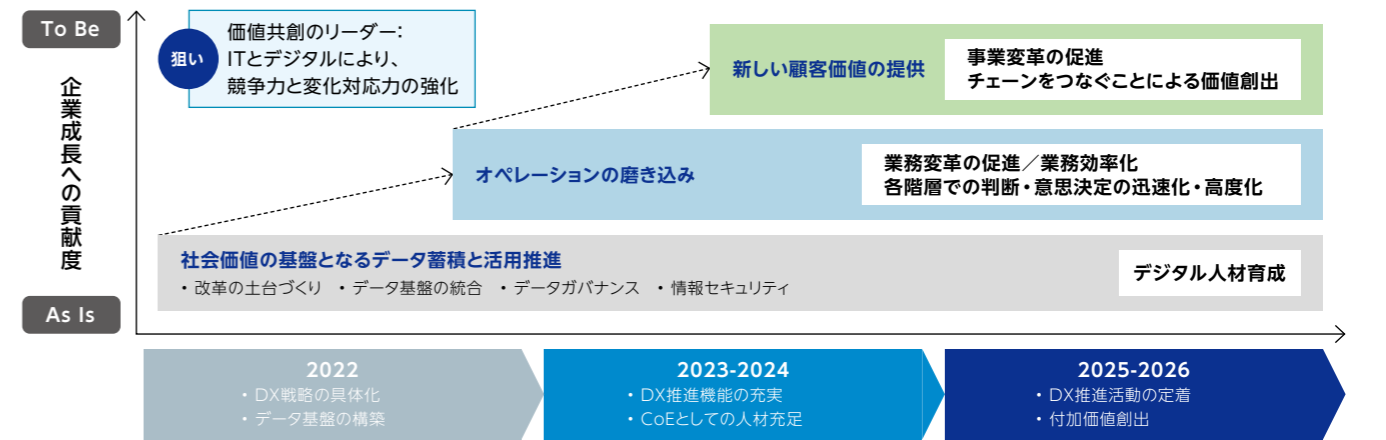 To Be
企業成長への貢献度
As Is
狙い
価値共創のリーダー：
ITとデジタルにより、
競争力と変化対応力の強化
新しい顧客価値の提供
事業変革の促進
チェーンをつなぐことによる価値創出
オペレーションの磨き込み
業務変革の促進／業務効率化
各階層での判断・意思決定の迅速化・高度化
社会価値の基盤となるデータ蓄積と活用推進
・改革の土台づくり ・データ基盤の統合 ・データガバナンス ・情報セキュリティ
デジタル人材育成
2022
・DX戦略の具体化
・データ基盤の構築
2023-2024
・DX推進機能の充実
・CoEとしての人材充足
2025-2026
・DX推進活動の定着
・付加価値創出